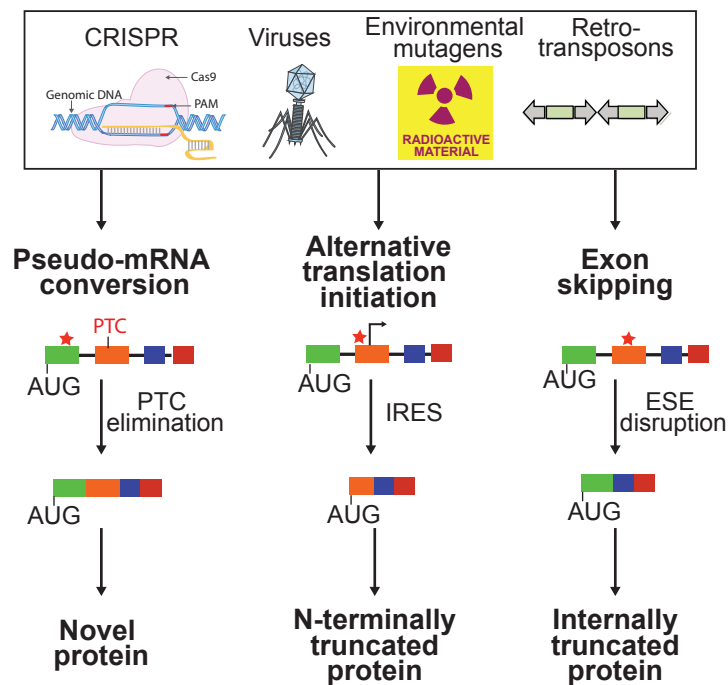 CRISPR
Viruses
Environmental
mutagens
Retro-
transposons
Genomic DNA
Cas9
PAM
RADIOACTIVE
MATERIAL
Pseudo-mRNA
conversion
PTC
AUG
PTC
elimination
AUG
Novel
protein
Alternative
translation
initiation
AUG
IRES
AUG
N-terminally
truncated
protein
Exon
skipping
AUG
ESE
disruption
AUG
Internally
truncated
protein